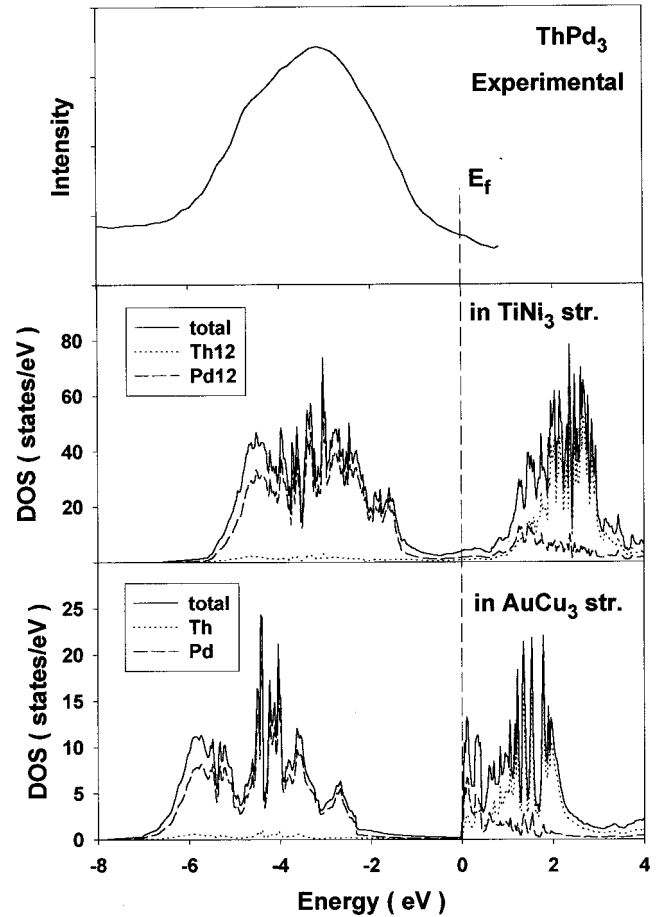 ThPd₃
Experimental
Intensity
E_f
in TiNi₃ str.
total
Th12
Pd12
DOS ( states/eV)
80
60
40
20
in AuCu₃ str.
total
Th
Pd
DOS ( states/eV)
25
20
15
10
5
0
-8 -6 -4 -2 0 2 4
Energy ( eV )